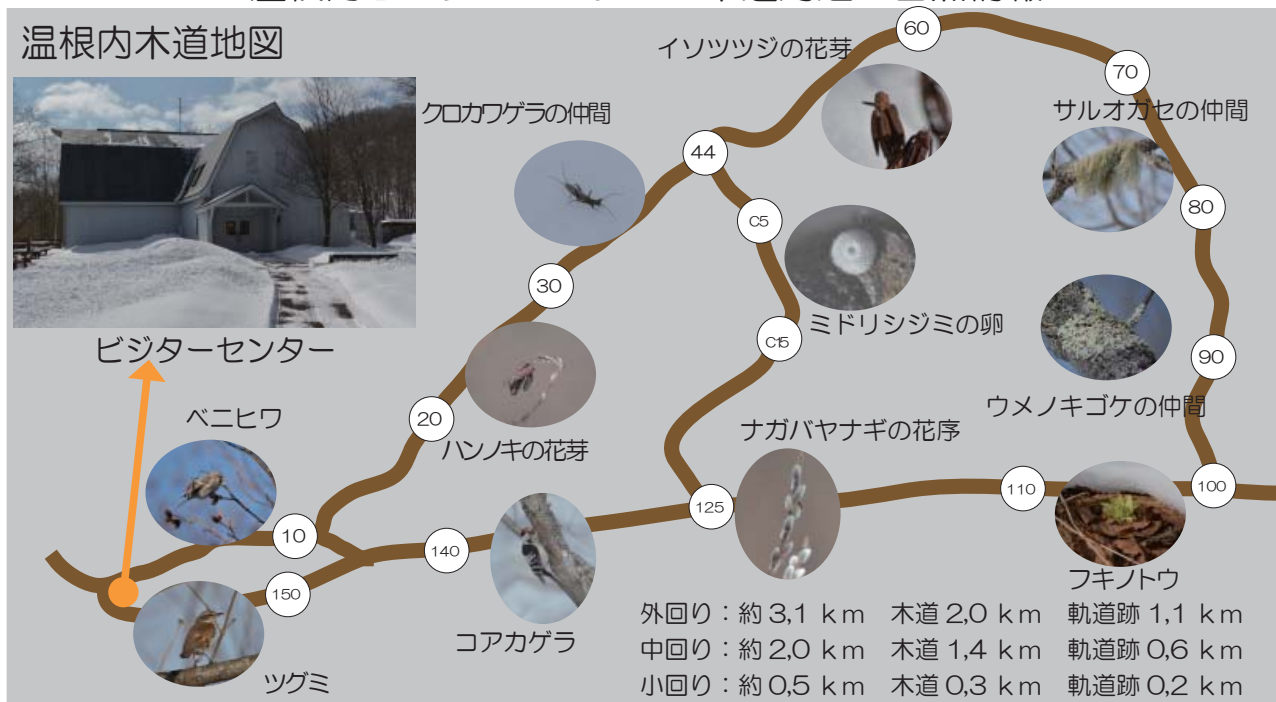 温根内木道地図
イソツツジの花芽
60
70
クロカワゲラの仲間
サルオガセの仲間
44
C5
80
30
ミドリシジミの卵
C15
ビジターセンター
90
ベニヒワ
20
ウメノキゴケの仲間
ハンノキの花芽
ナガバヤナギの花序
110
100
125
10
140
フキノトウ
150
コアカゲラ
ツグミ
外回り：約3,1 km 木道2,0 km 軌道跡1,1 km
中回り：約2,0 km 木道1,4 km 軌道跡0,6 km
小回り：約0,5 km 木道0,3 km 軌道跡0,2 km